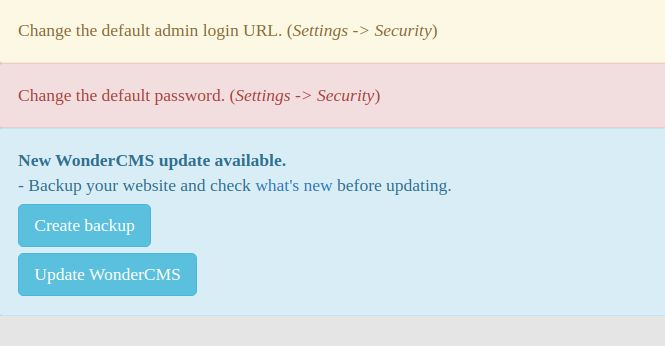 Change the default admin login URL. (Settings -> Security)
Change the default password. (Settings -> Security)
New WonderCMS update available.
- Backup your website and check what's new before updating.
Create backup
Update WonderCMS